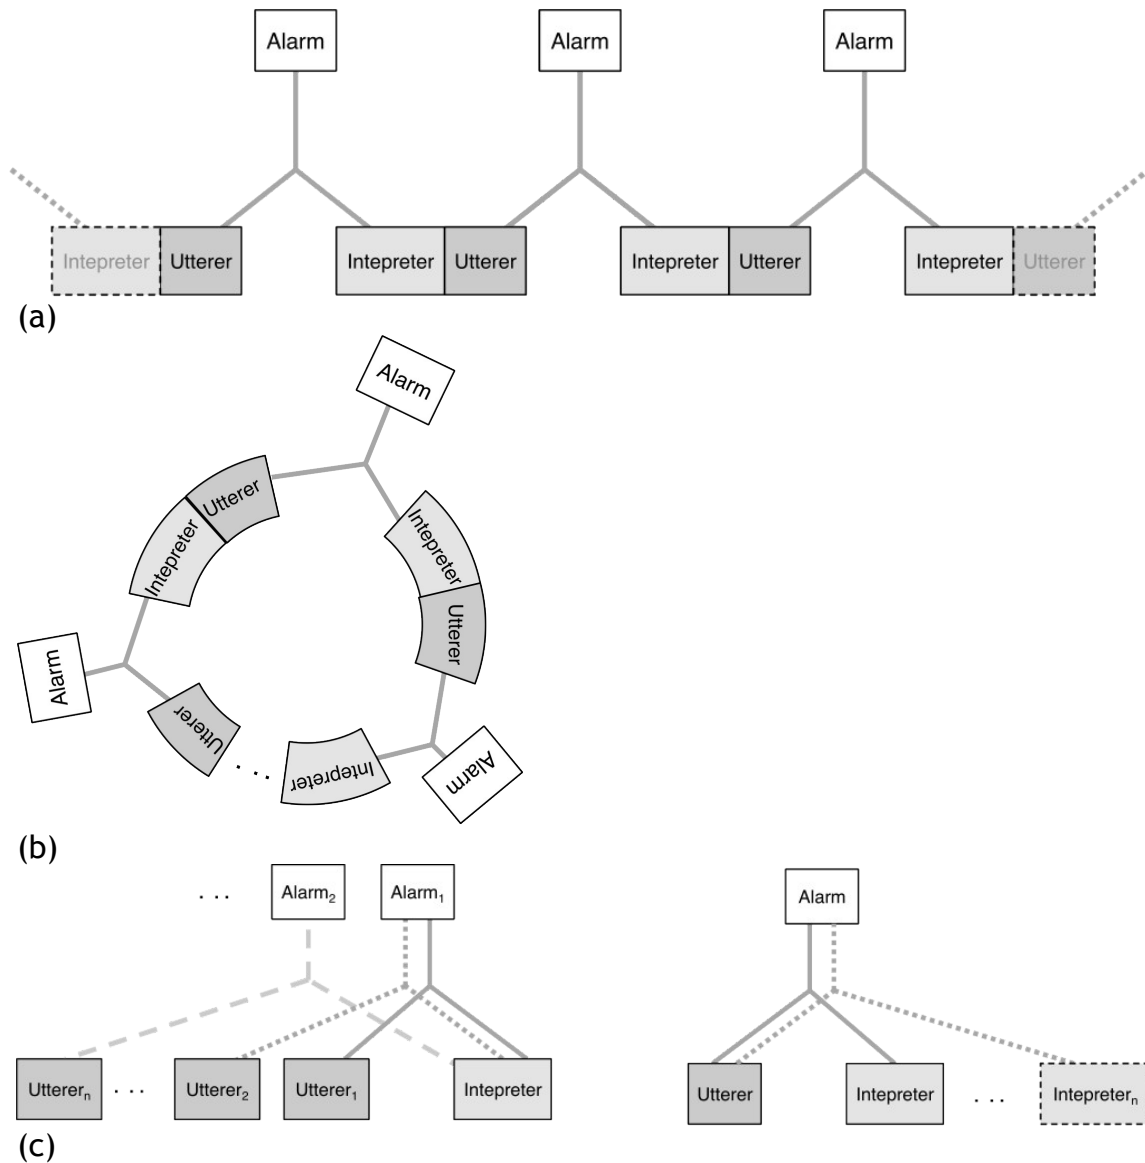 Alarm Alarm Alarm
Intepreter Utterer Intepreter Utterer Intepreter Utterer Intepreter Utterer
(a)
Alarm
Utterer
Intepreter
Intepreter
Utterer
Alarm
Utterer
. . .
Intepreter
Alarm
(b)
. . . Alarm₂ Alarm₁ Alarm
Uttererₙ . . . Utterer₂ Utterer₁ Intepreter Utterer Intepreter . . . Intepreterₙ
(c)